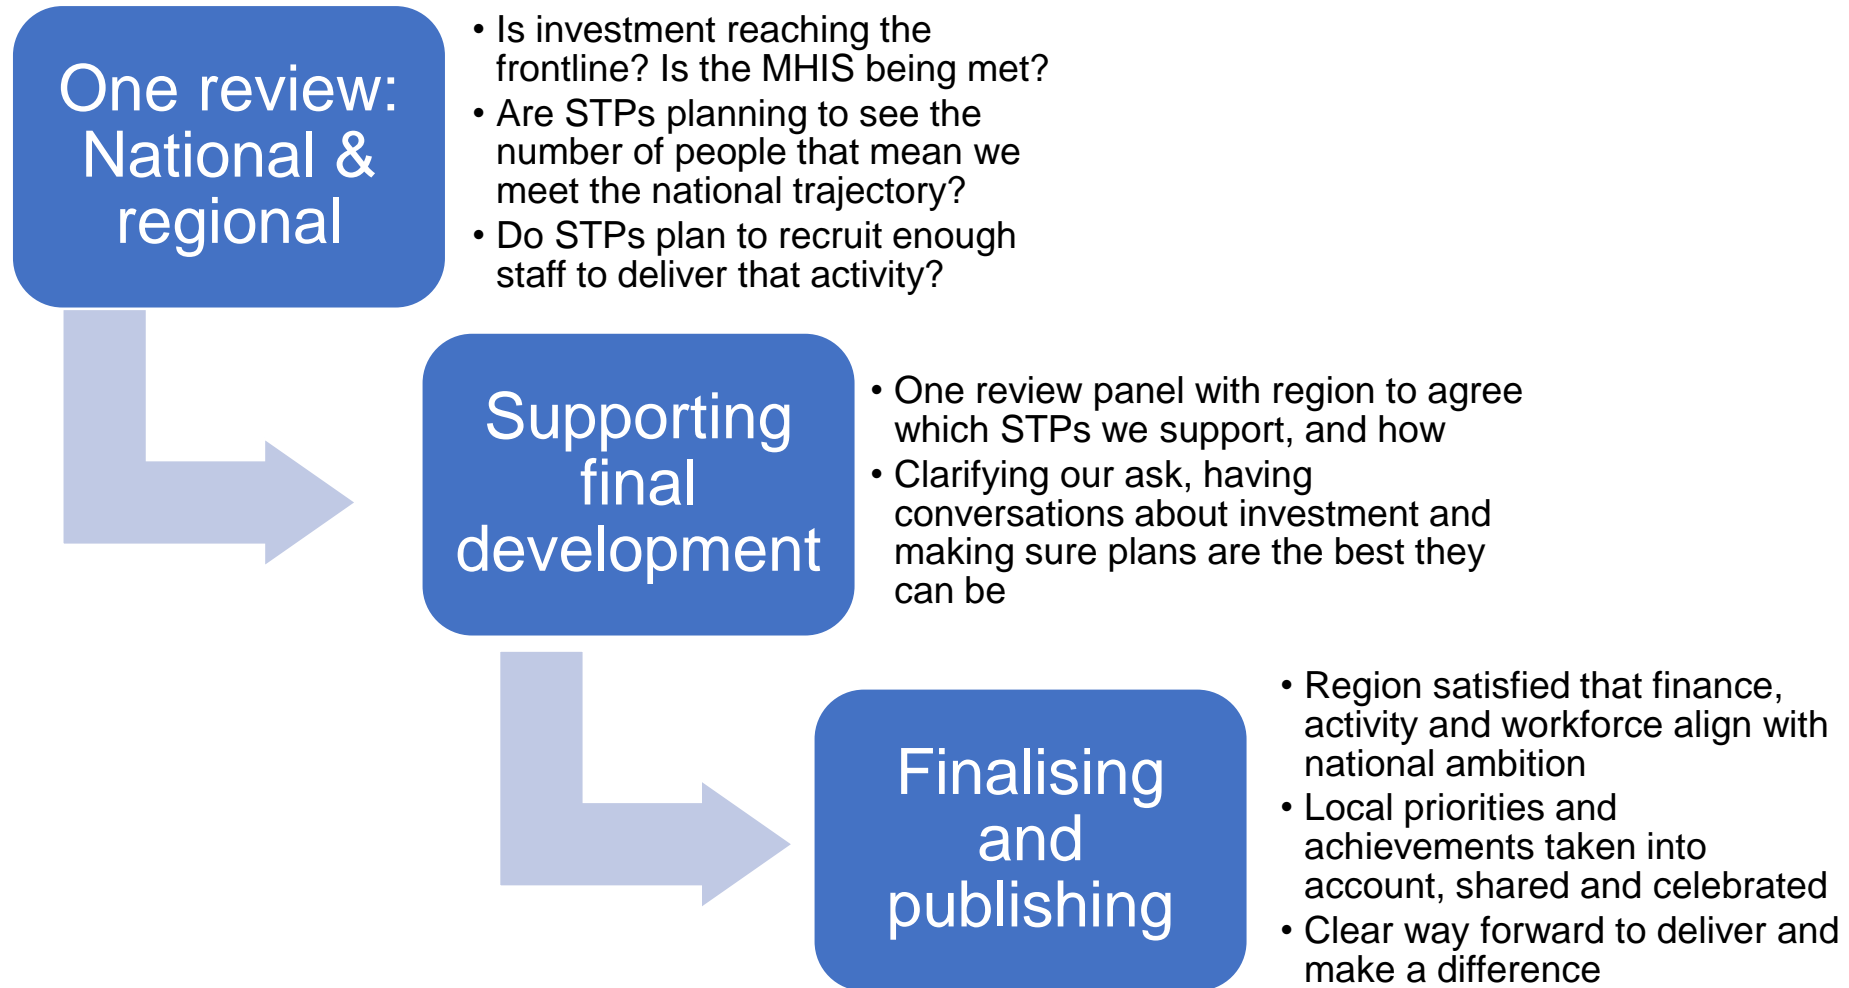 One review:
National &
regional
• Is investment reaching the
frontline? Is the MHIS being met?
• Are STPs planning to see the
number of people that mean we
meet the national trajectory?
• Do STPs plan to recruit enough
staff to deliver that activity?
Supporting
final
development
• One review panel with region to agree
which STPs we support, and how
• Clarifying our ask, having
conversations about investment and
making sure plans are the best they
can be
Finalising
and
publishing
• Region satisfied that finance,
activity and workforce align with
national ambition
• Local priorities and
achievements taken into
account, shared and celebrated
• Clear way forward to deliver and
make a difference